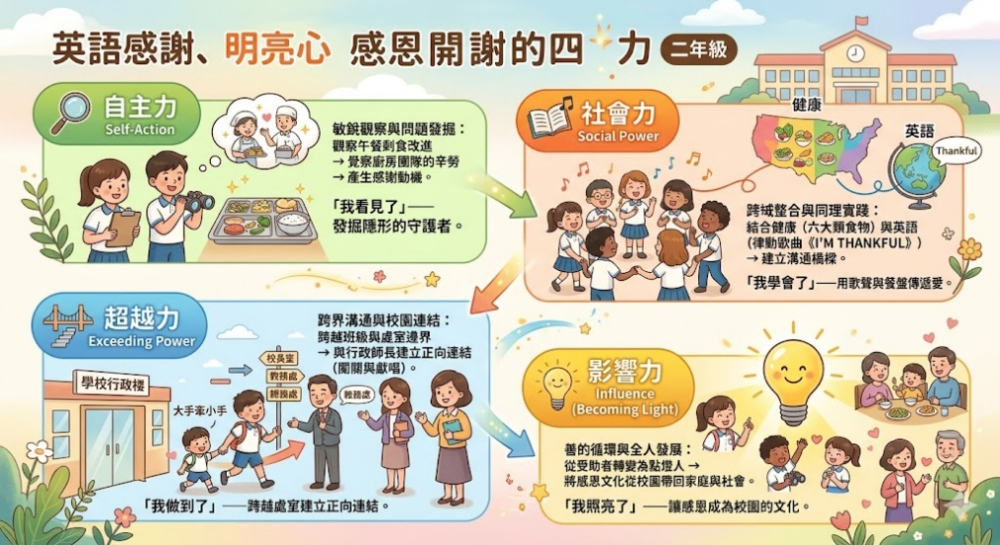 英語感謝、明亮心 感恩開謝的四 力 二年級
自主力
Self-Action
敏銳觀察與問題發掘：
觀察午餐剩食改進
→ 覺察廚房團隊的辛勞
→ 產生感謝動機。
「我看見了」——
發掘隱形的守護者。
社會力
Social Power
健康
英語
Thankful
跨域整合與同理實踐：
結合健康（六大類食物）與英語
（律動歌曲《I'M THANKFUL》）
→ 建立溝通橋樑。
「我學會了」——用歌聲與餐盤傳遞愛。
超越力
Exceeding Power
跨界溝通與校園連結：
跨越班級與處室邊界
→ 與行政師長建立正向連結
（闖關與獻唱）。
學校行政楼
大手牽小手
校長室
教務處
總務處
教務處
「我做到了」——跨越處室建立正向連結。
影響力
Influence
(Becoming Light)
善的循環與全人發展：
從受助者轉變為點燈人 →
將感恩文化從校園帶回家庭與社會。
「我照亮了」——讓感恩成為校園的文化。